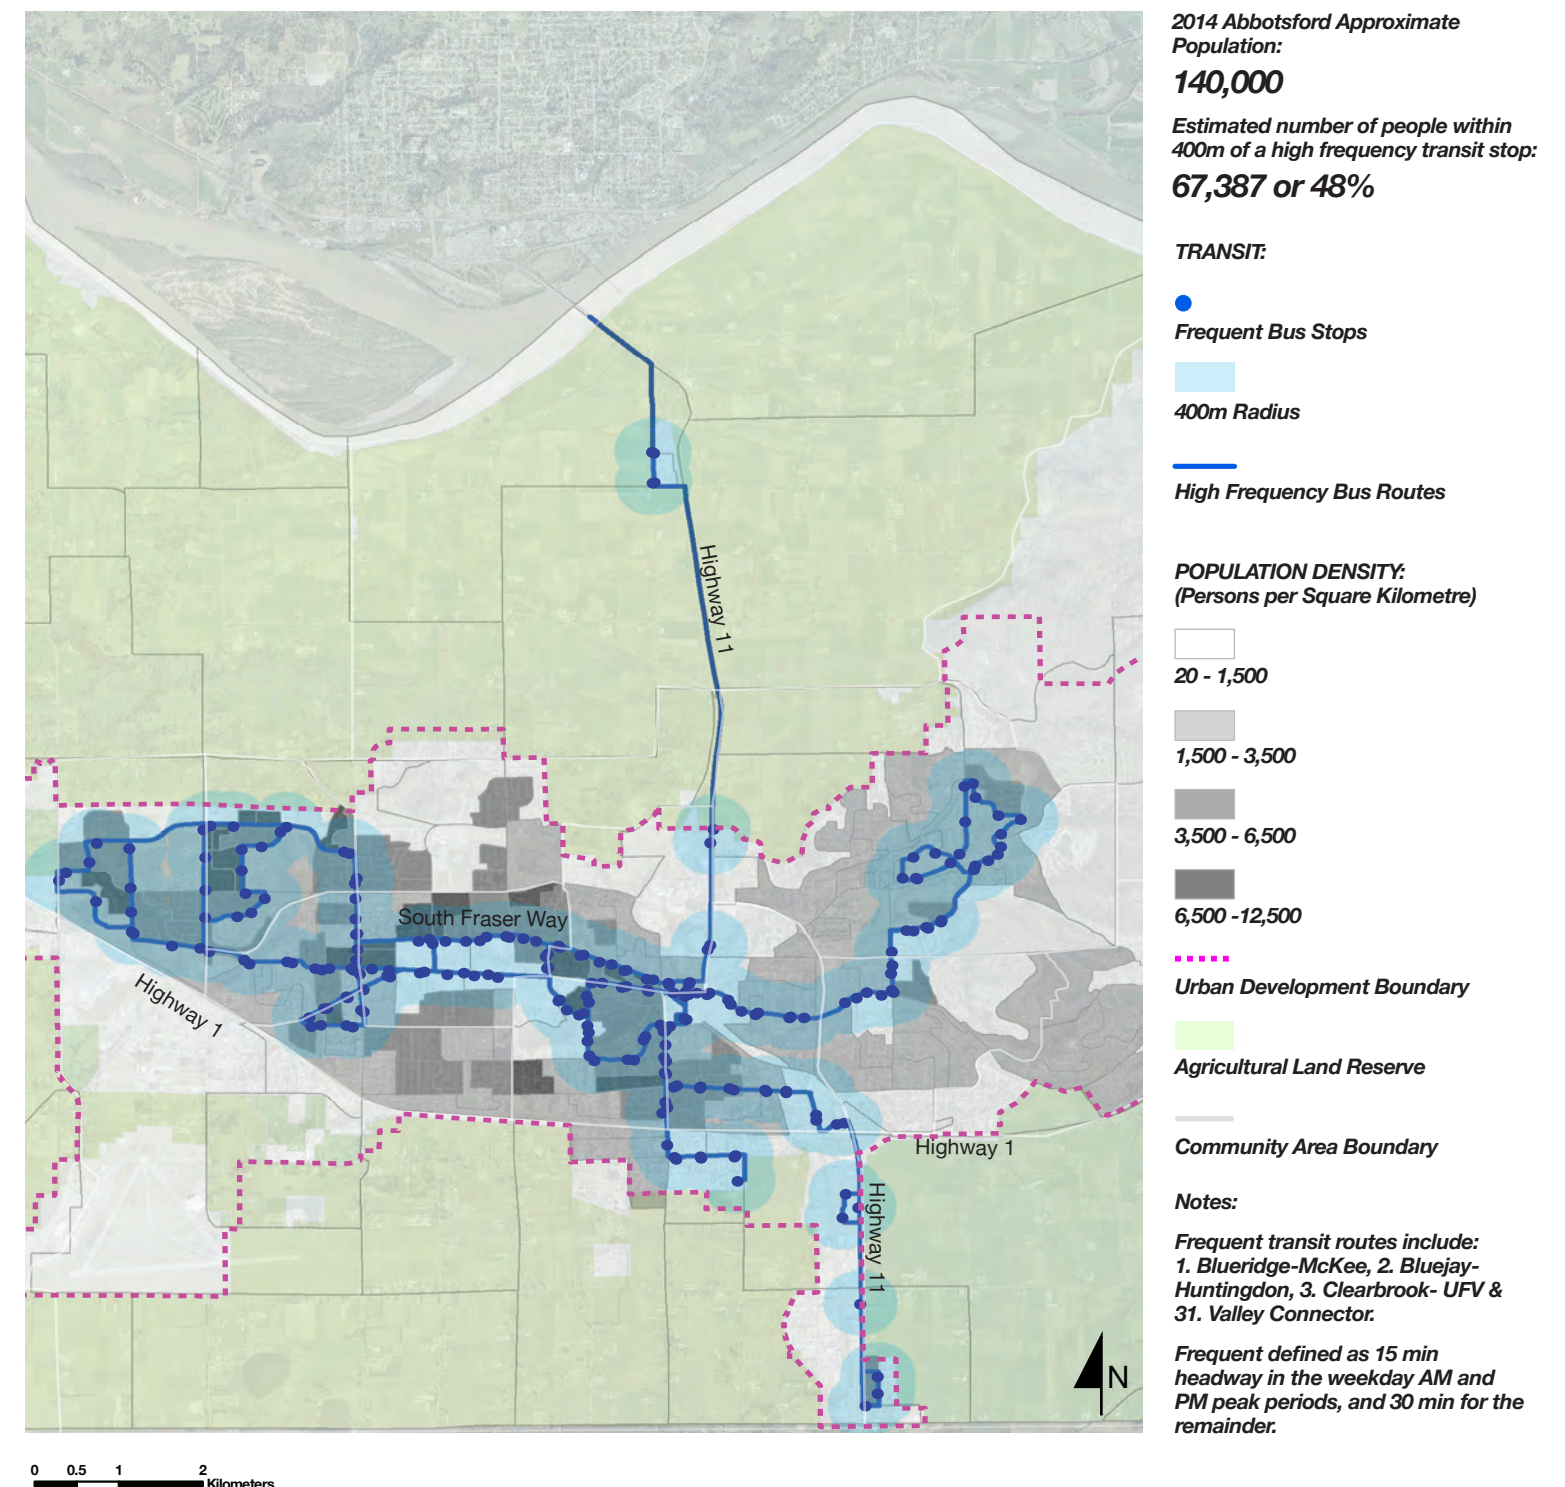 2014 Abbotsford Approximate
Population:
140,000
Estimated number of people within
400m of a high frequency transit stop:
67,387 or 48%
TRANSIT:
Frequent Bus Stops
400m Radius
High Frequency Bus Routes
POPULATION DENSITY:
(Persons per Square Kilometre)
20 - 1,500
1,500 - 3,500
3,500 - 6,500
6,500 -12,500
Urban Development Boundary
Agricultural Land Reserve
Community Area Boundary
Notes:
Frequent transit routes include:
1. Blueridge-McKee, 2. Bluejay-
Huntingdon, 3. Clearbrook- UFV &
31. Valley Connector.
Frequent defined as 15 min
headway in the weekday AM and
PM peak periods, and 30 min for the
remainder.
Highway 11
South Fraser Way
Highway 1
Highway 1
Highway 11
N
0 0.5 1 2
Kilometers